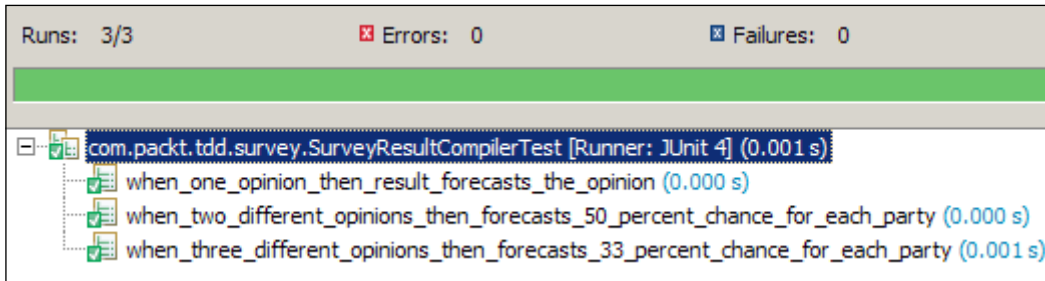 Runs: 3/3 Errors: 0 Failures: 0
com.packt.tdd.survey.SurveyResultCompilerTest [Runner: JUnit 4] (0.001 s)
when_one_opinion_then_result_forecasts_the_opinion (0.000 s)
when_two_different_opinions_then_forecasts_50_percent_chance_for_each_party (0.000 s)
when_three_different_opinions_then_forecasts_33_percent_chance_for_each_party (0.001 s)